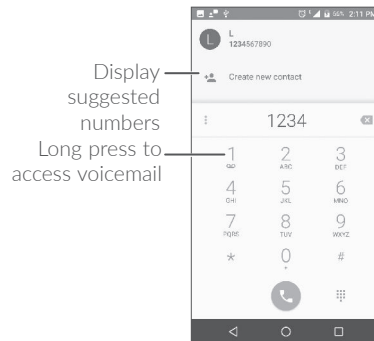 56% 2:11 PM
L
L
1234567890
Create new contact
Display
suggested
numbers
1234
Long press to
access voicemail
1
2
ABC
3
DEF
4
GHI
5
JKL
6
MNO
7
PQRS
8
TUV
9
WXYZ
*
0
+
#